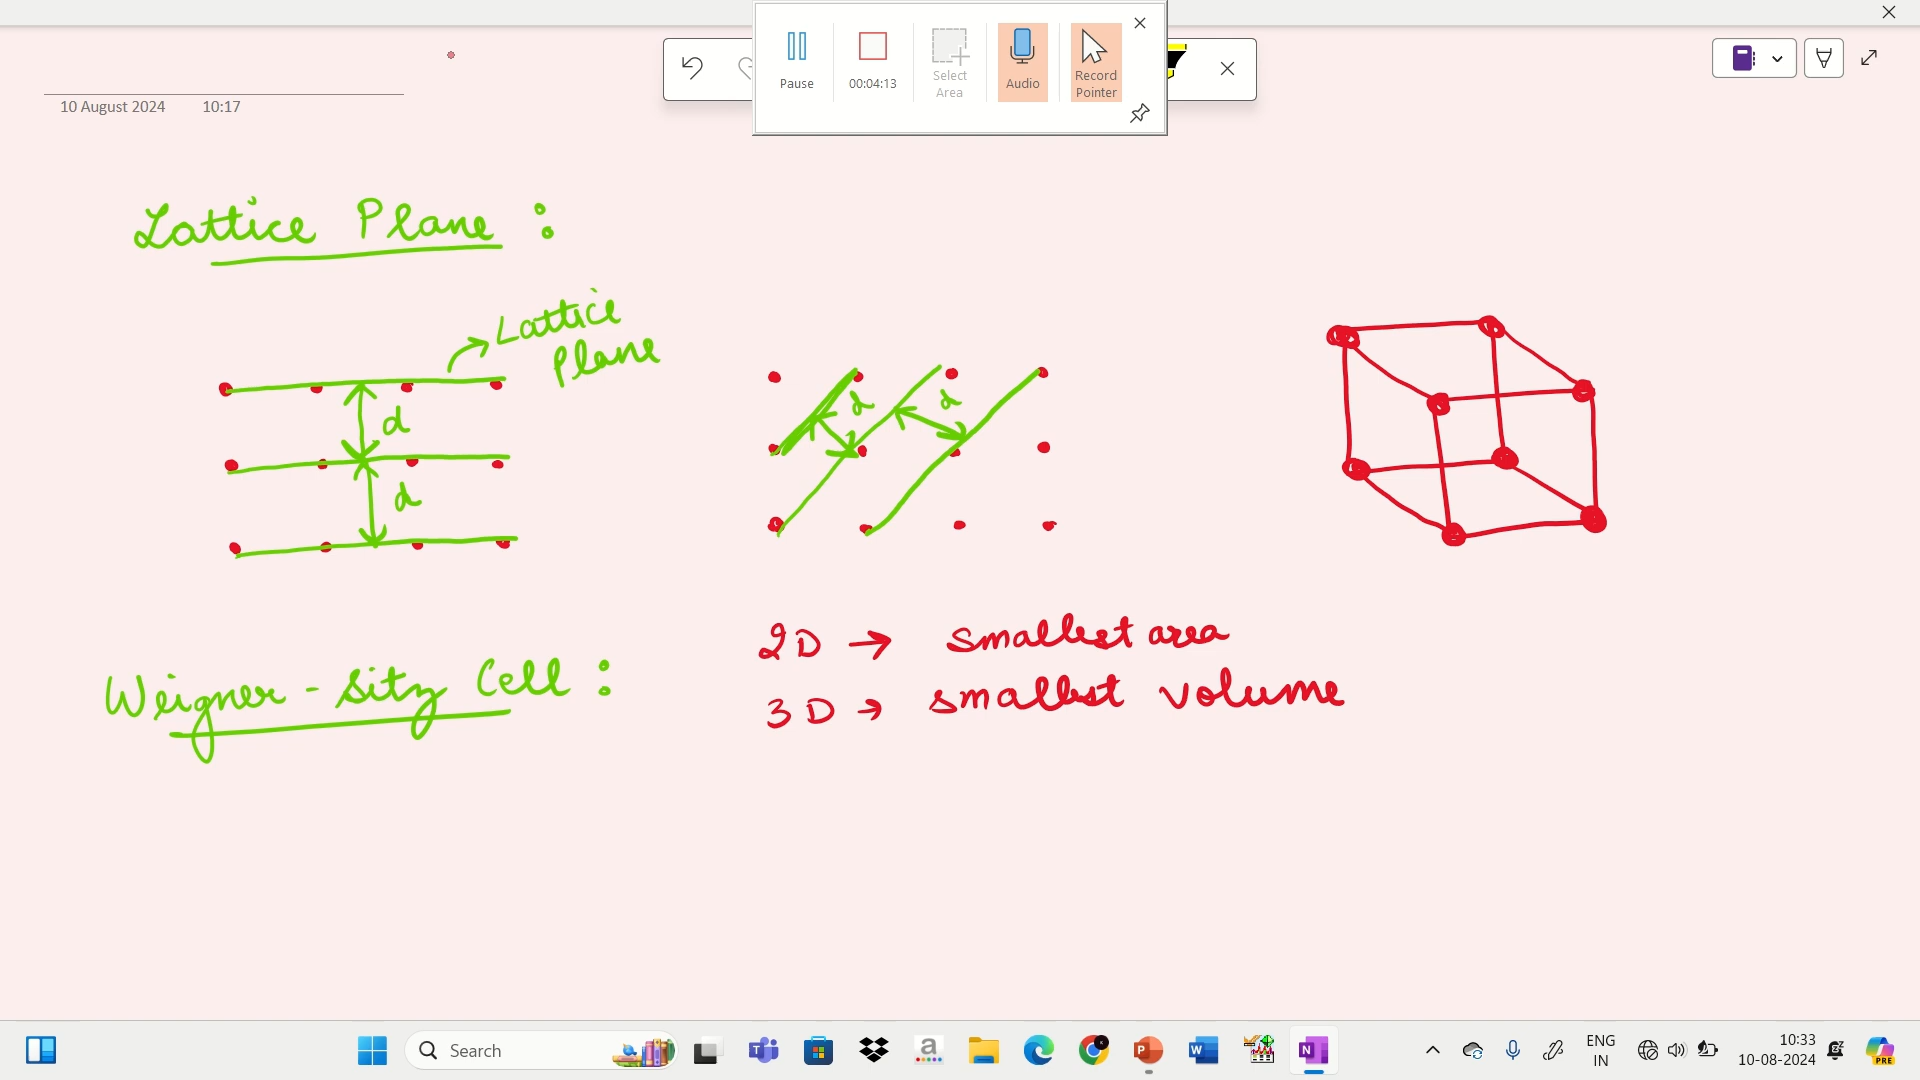 Pause
00:04:13
Select Area
Audio
Record Pointer
10 August 2024 10:17
Lattice Plane :
Lattice Plane
d
d
d
d
2D → smallest area
3D → smallest volume
Weigner - Sitz Cell :
Search
ENG
IN
10:33
10-08-2024
PRE